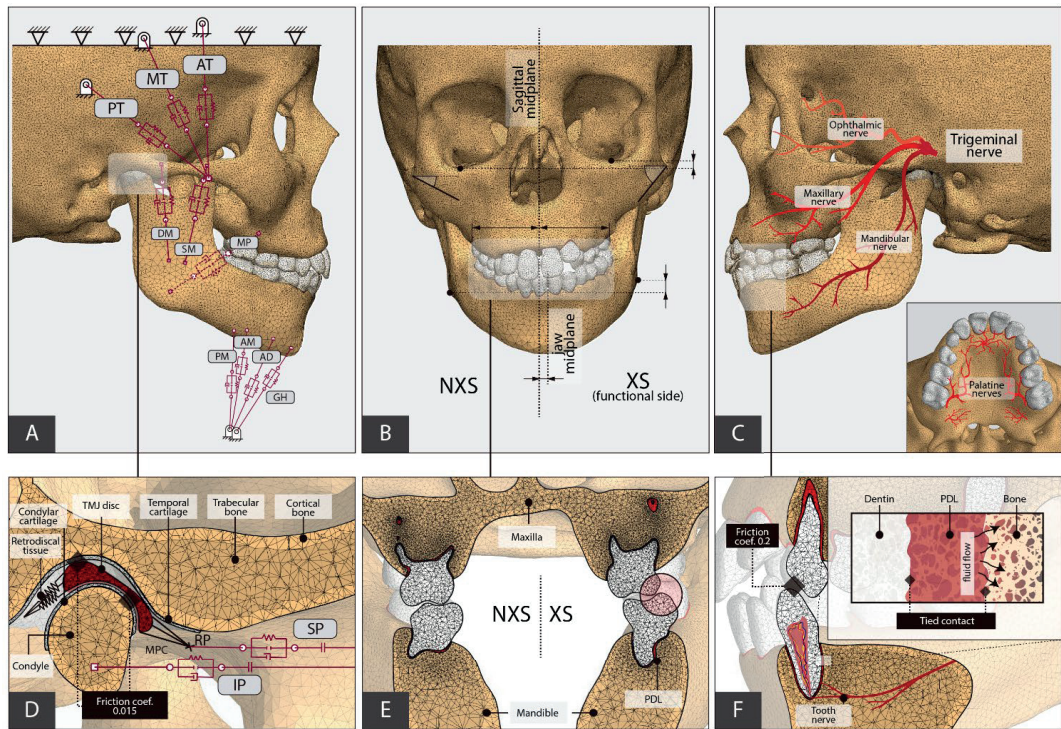 AT
MT
PT
DM
SM
MP
AM
PM
AD
GH
A
Sagittal
midplane
jaw
midplane
NXS
XS
(functional side)
B
Ophthalmic
nerve
Trigeminal
nerve
Maxillary
nerve
Mandibular
nerve
Palatine
nerves
C
Condylar
cartilage
TMJ disc
Temporal
cartilage
Trabecular
bone
Cortical
bone
Retrodiscal
tissue
RP
MPC
SP
IP
Condyle
Friction coef.
0.015
D
Maxilla
NXS
XS
PDL
Mandible
E
Friction
coef. 0.2
Dentin
PDL
Bone
fluid flow
Tied contact
Tooth
nerve
F